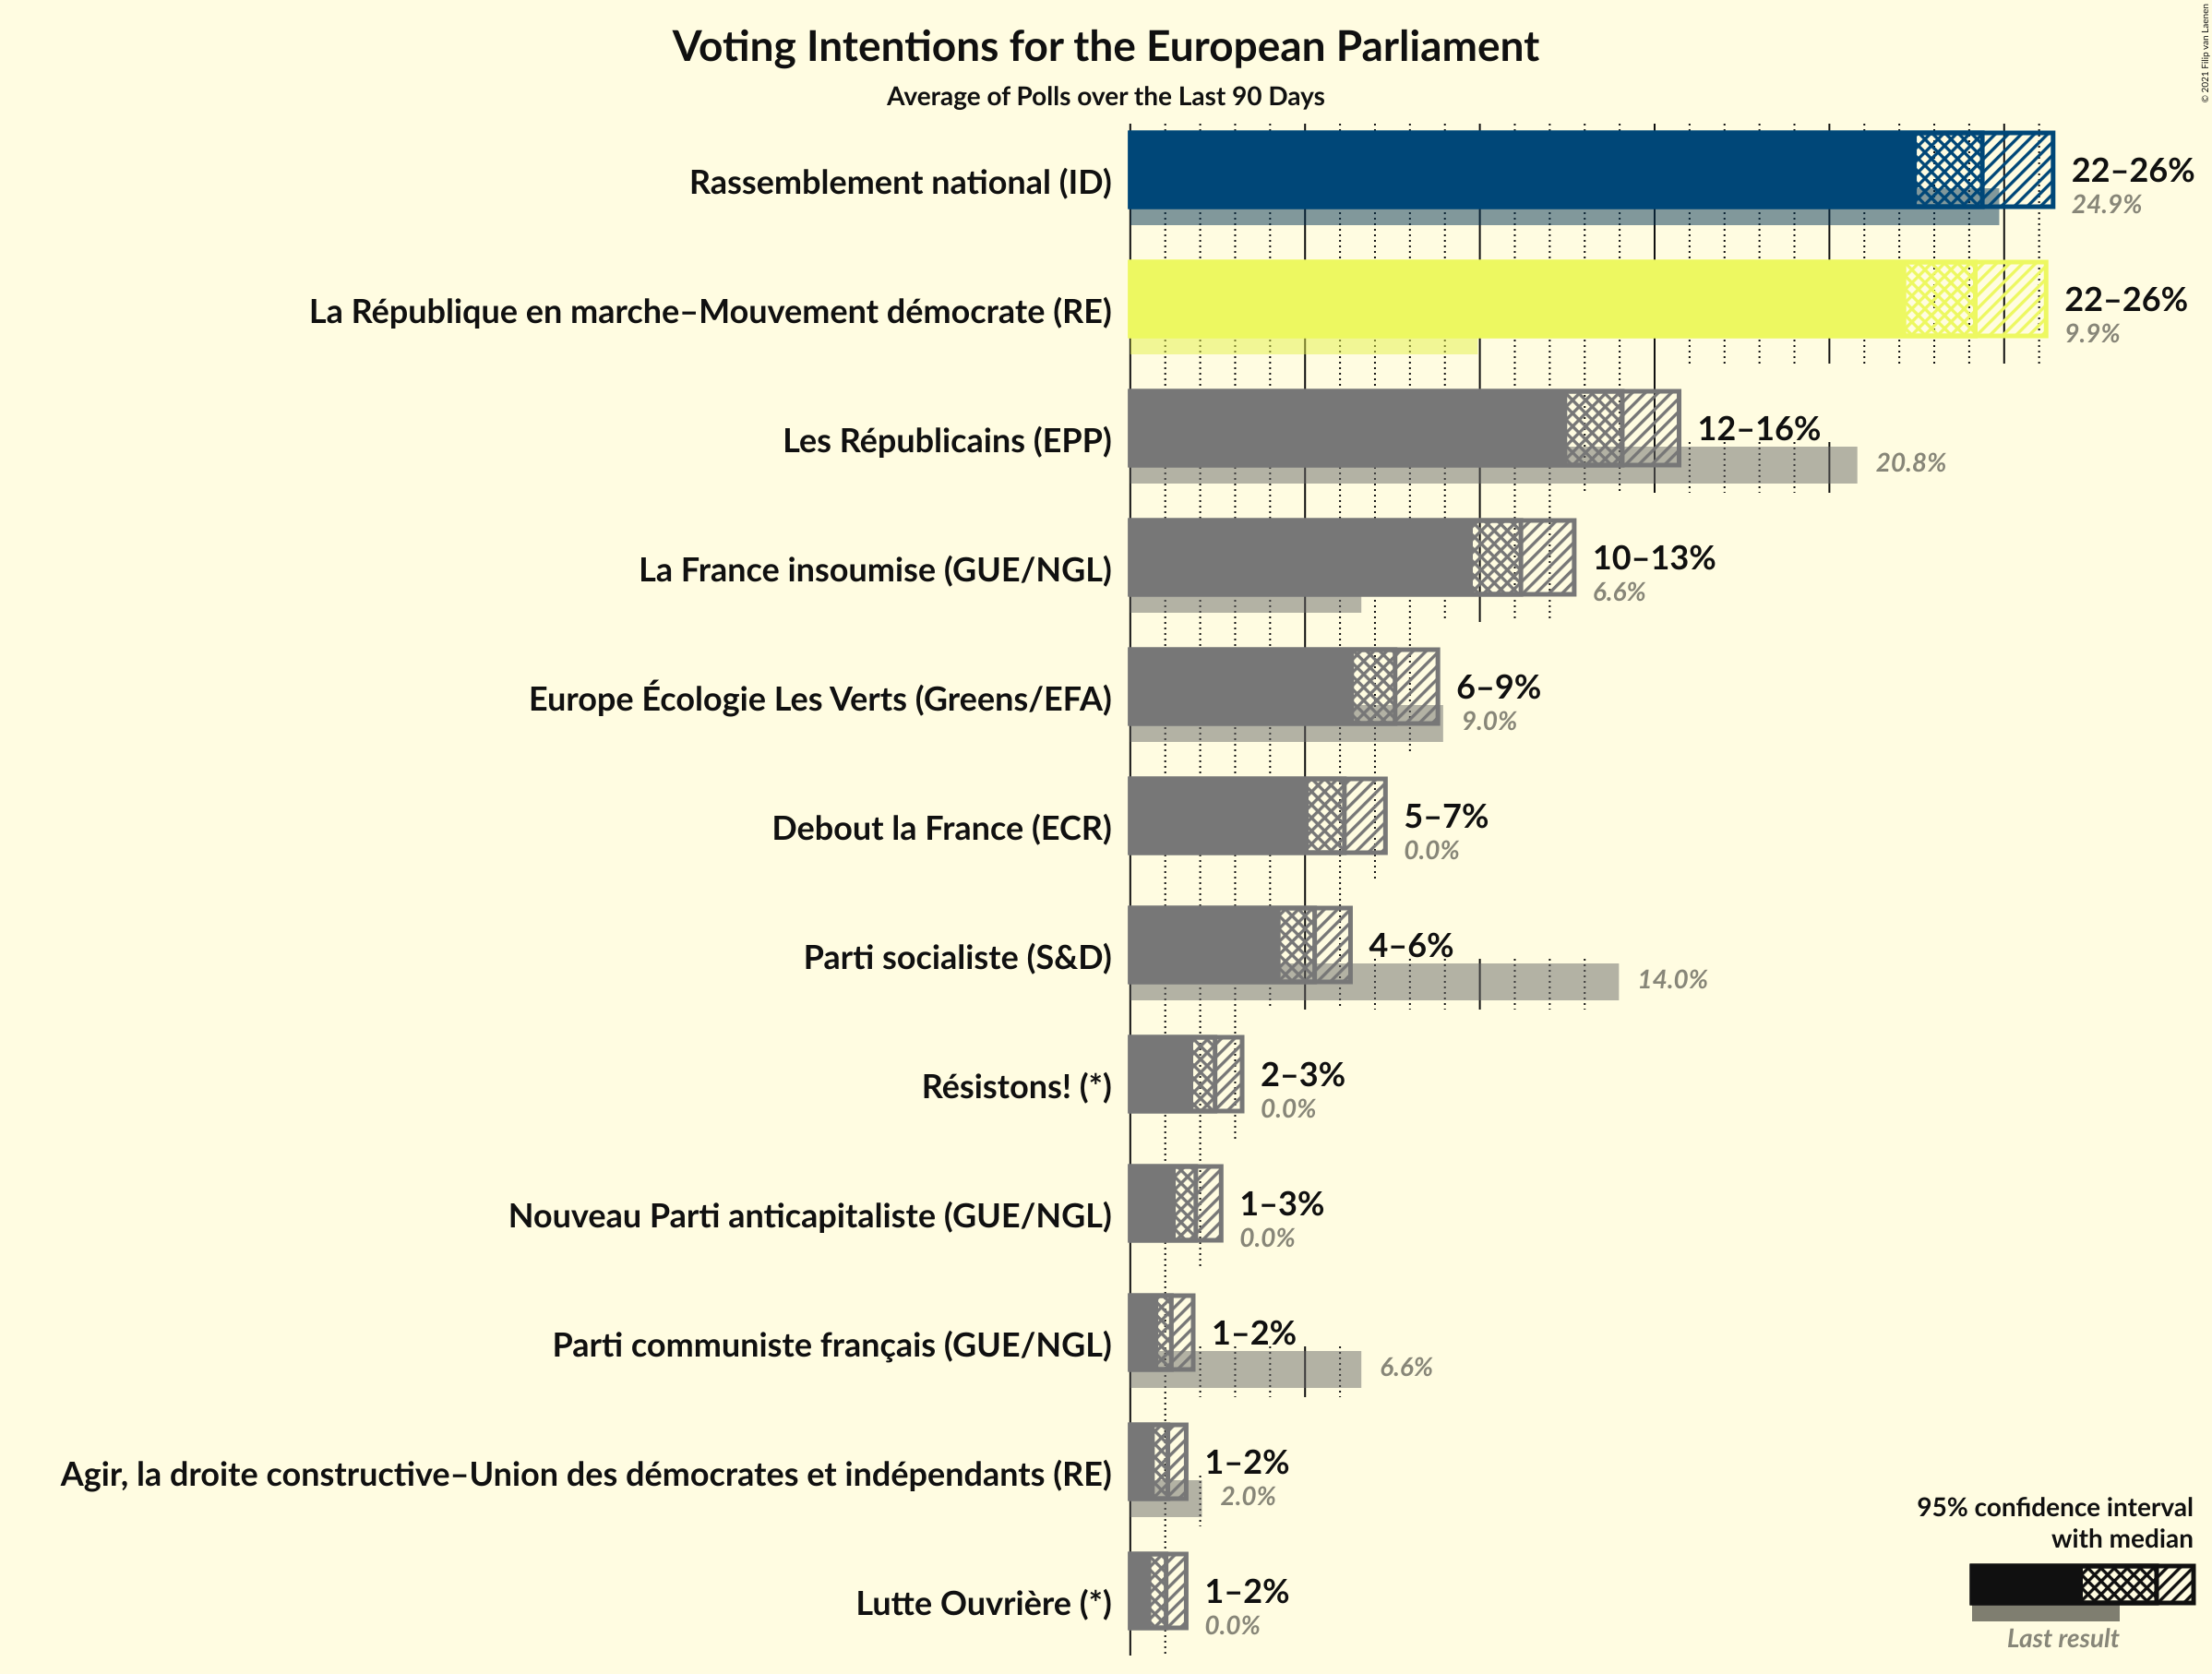 Voting Intentions for the European Parliament
Average of Polls over the Last 90 Days
© 2021 Filip van Laenen
Rassemblement national (ID)
22–26%
24.9%
La République en marche–Mouvement démocrate (RE)
22–26%
9.9%
Les Républicains (EPP)
12–16%
20.8%
La France insoumise (GUE/NGL)
10–13%
6.6%
Europe Écologie Les Verts (Greens/EFA)
6–9%
9.0%
Debout la France (ECR)
5–7%
0.0%
Parti socialiste (S&D)
4–6%
14.0%
Résistons! (*)
2–3%
0.0%
Nouveau Parti anticapitaliste (GUE/NGL)
1–3%
0.0%
Parti communiste français (GUE/NGL)
1–2%
6.6%
Agir, la droite constructive–Union des démocrates et indépendants (RE)
1–2%
2.0%
Lutte Ouvrière (*)
1–2%
0.0%
95% confidence interval
with median
Last result